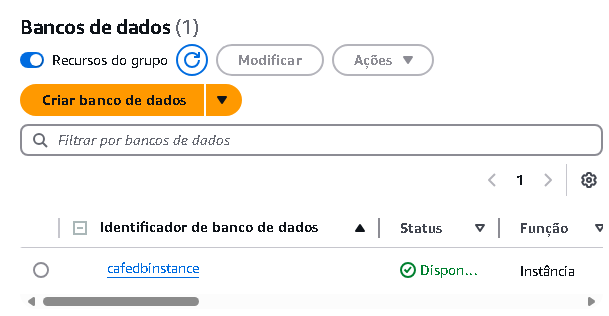 Bancos de dados (1)
Recursos do grupo Modificar Ações
Criar banco de dados
Filtrar por bancos de dados
1
Identificador de banco de dados Status Função
cafedbinstance Dispon... Instância